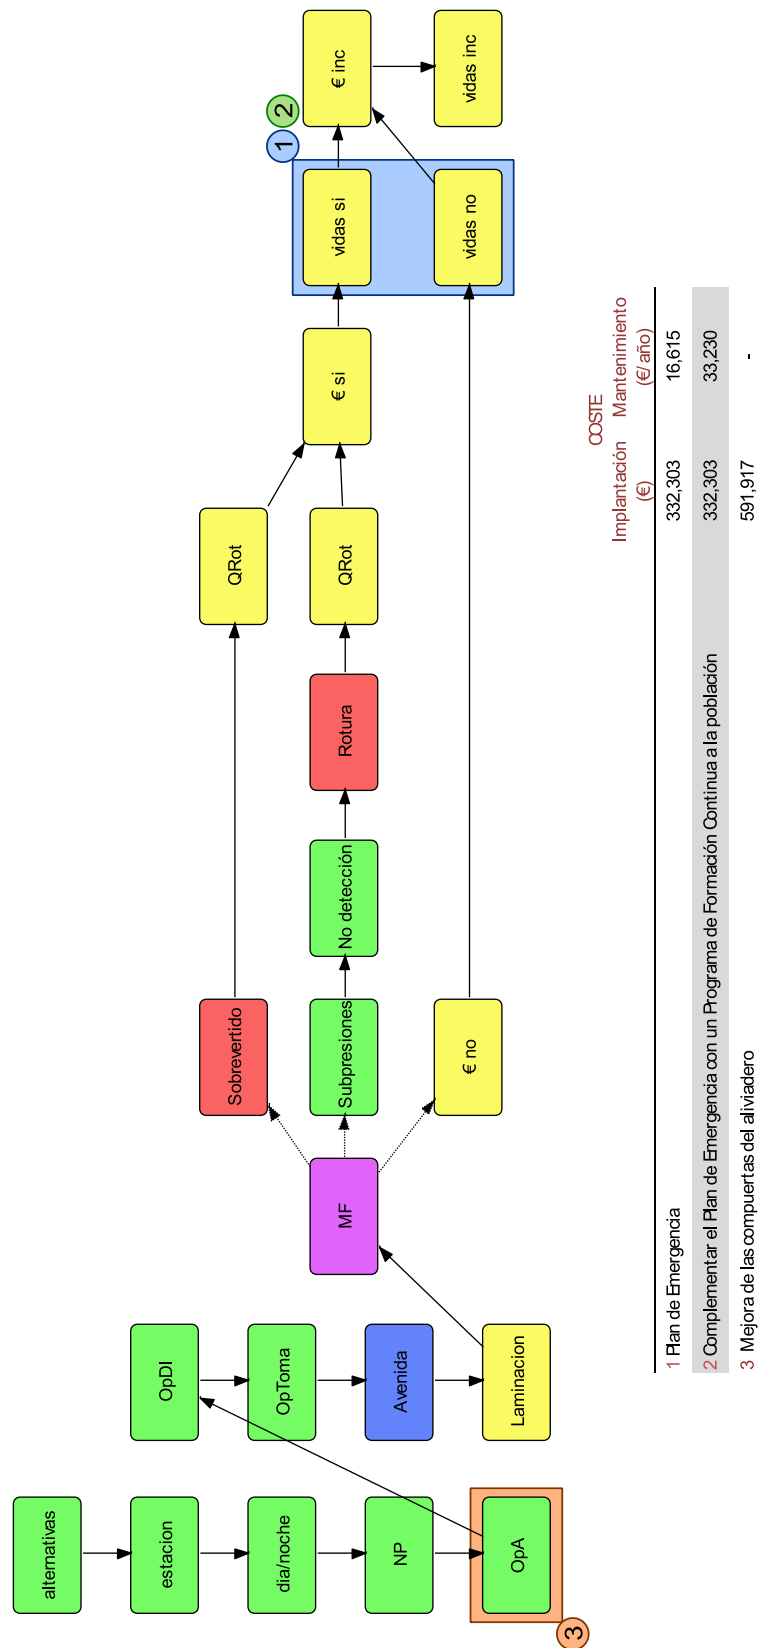 alternativas
estacion
dia/noche
NP
OpA
3
OpDI
OpToma
Avenida
Laminacion
MF
Sobrevertido
Subpresiones
€ no
No detección
Rotura
QRot
QRot
€ si
vidas si
vidas no
1
2
€ inc
vidas inc
COSTE
Implantación Mantenimiento
(€) (€/año)
1 Plan de Emergencia 332,303 16,615
2 Complementar el Plan de Emergencia con un Programa de Formación Continua a la población 332,303 33,230
3 Mejora de las compuertas del aliviadero 591,917 -